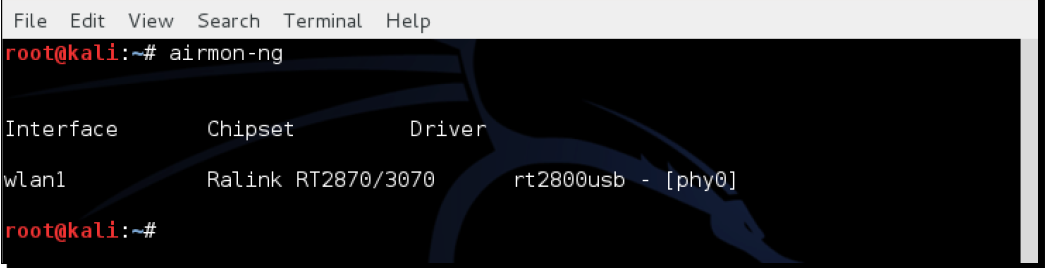 File Edit View Search Terminal Help
root@kali:~# airmon-ng
Interface Chipset Driver
wlan1 Ralink RT2870/3070 rt2800usb - [phy0]
root@kali:~#